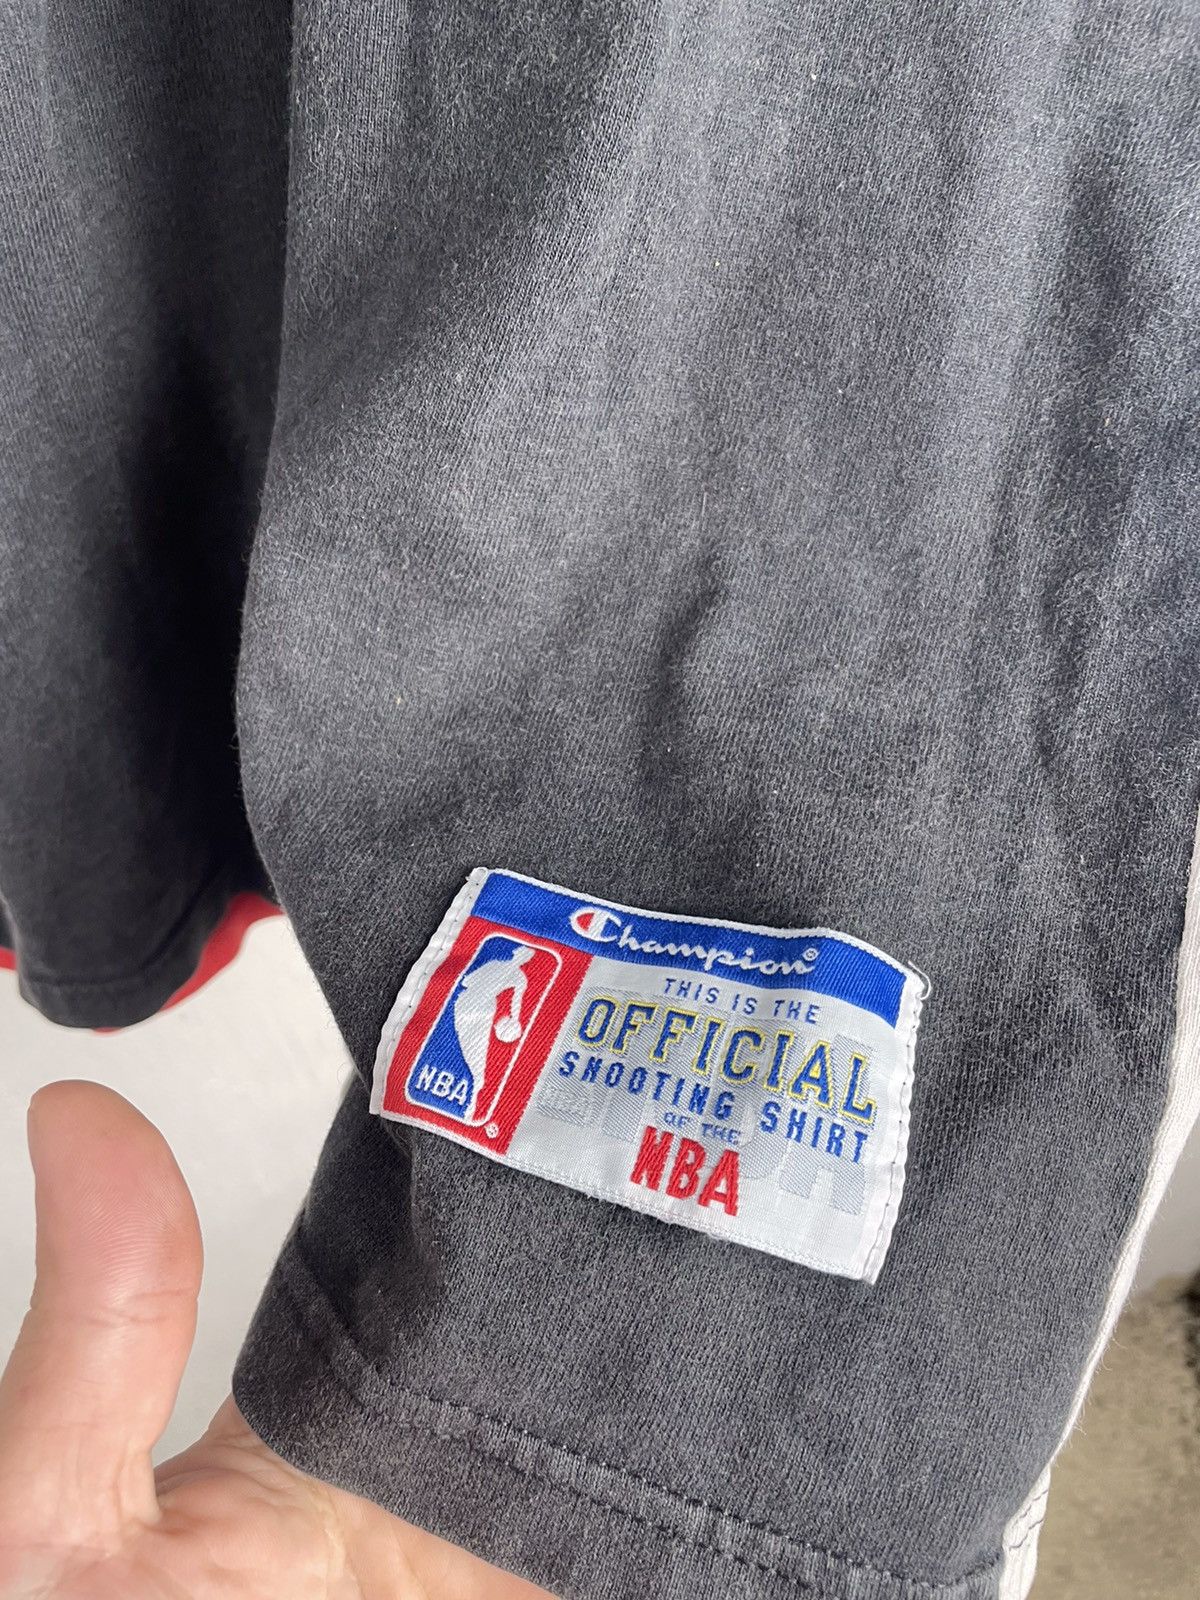 Champion®
THIS IS THE
OFFICIAL
SHOOTING SHIRT
OF THE
NBA
NBA
®